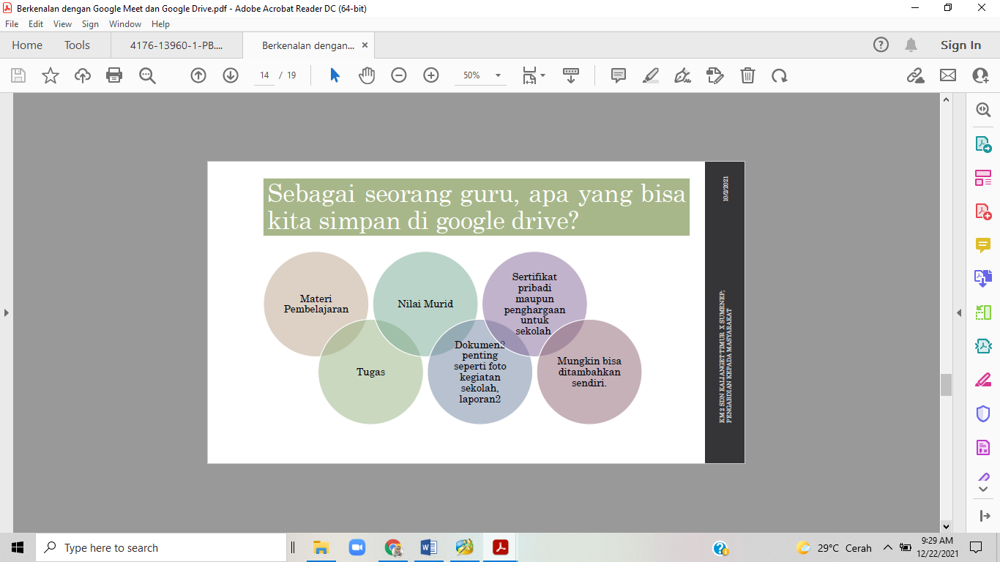 Berkenalan dengan Google Meet dan Google Drive.pdf - Adobe Acrobat Reader DC (64-bit)
File Edit View Sign Window Help
Home Tools 4176-13960-1-PB.... Berkenalan dengan... × Sign In
14 / 19 50%
Sebagai seorang guru, apa yang bisa
kita simpan di google drive?
Materi
Pembelajaran
Tugas
Nilai Murid
Dokumen2
penting
seperti foto
kegiatan
sekolah,
laporan2
Sertifikat
pribadi
maupun
penghargaan
untuk
sekolah
Mungkin bisa
ditambahkan
sendiri.
10/2/2021
KM 2 SDN KALIANGET TIMUR X SUMENEP;
PENGABDIAN KEPADA MASYARAKAT
Type here to search
29°C Cerah
9:29 AM
12/22/2021